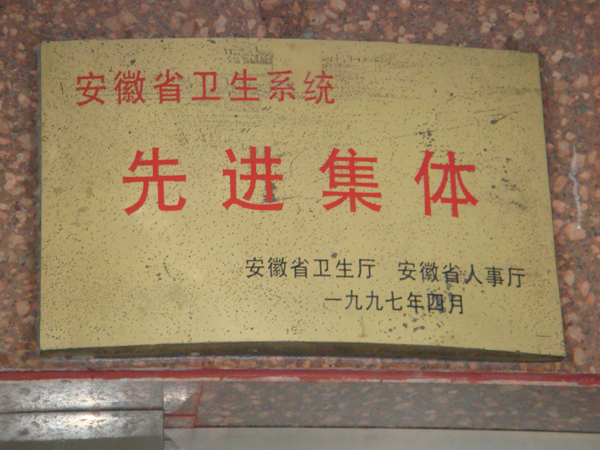 安徽省卫生系统
先进集体
安徽省卫生厅 安徽省人事厅
一九九七年四月